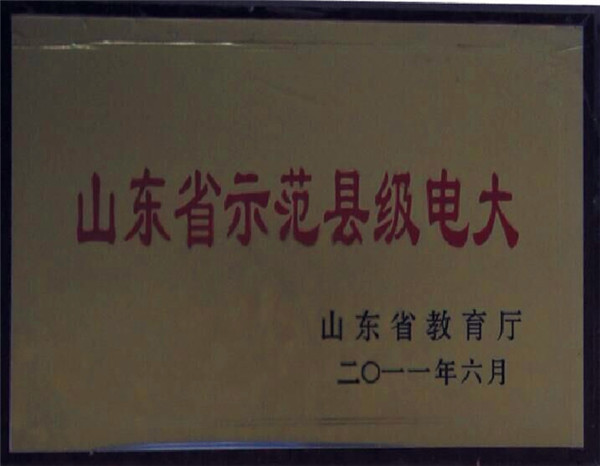 山东省示范县级电大
山东省教育厅
二〇一一年六月